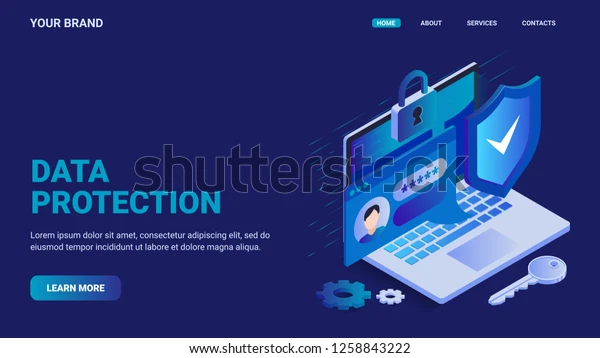 YOUR BRAND
HOME ABOUT SERVICES CONTACTS
DATA
PROTECTION
Lorem ipsum dolor sit amet, consectetur adipiscing elit, sed do
eiusmod tempor incididunt ut labore et dolore magna aliqua.
LEARN MORE
*****
shutterstock
shutterstock.com · 1258843222